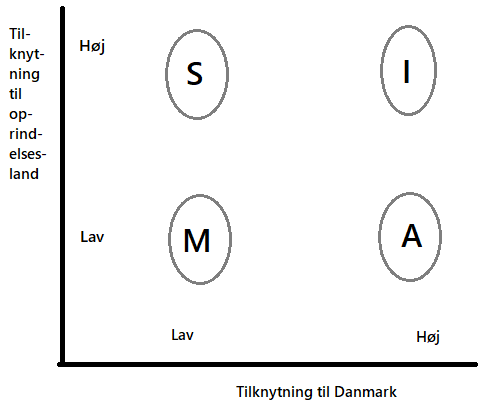 Til-
knyt-
ning
til
op-
rind-
elses-
land
Høj
S
I
Lav
M
A
Lav
Høj
Tilknytning til Danmark